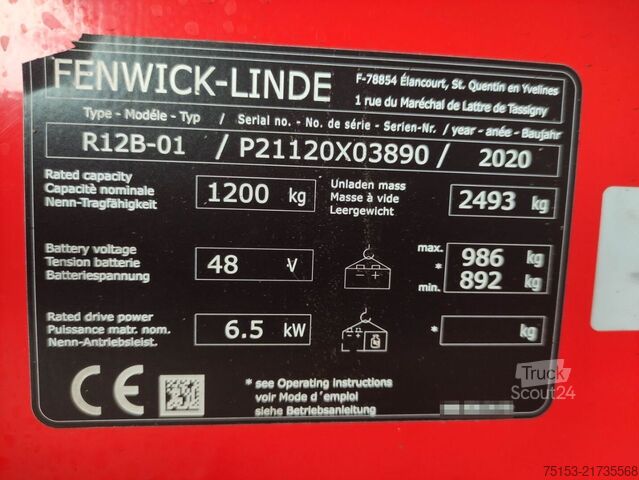 FENWICK-LINDE
F-78854 Élancourt, St. Quentin en Yvelines
1 rue du Maréchal de Lattre de Tassigny
Type - Modéle - Typ / Serial no. - No. de série - Serien-Nr. / year - anée - Baujahr
R12B-01 / P21120X03890 / 2020
Rated capacity
Capacitè nominale
Nenn-Tragfähigkeit
1200 kg
Unladen mass
Masse à vide
Leergewicht
2493 kg
Battery voltage
Tension batterie
Batteriespannung
48 V
max. 986 kg
*
min. 892 kg
Rated drive power
Puissance matr. nom.
Nenn-Antriebsleist.
6.5 kW
* kg
CE
* see Operating instructions
voir Mode d'emploi
siehe Betriebsanleitung
Truck
Scout24
75153-21735568